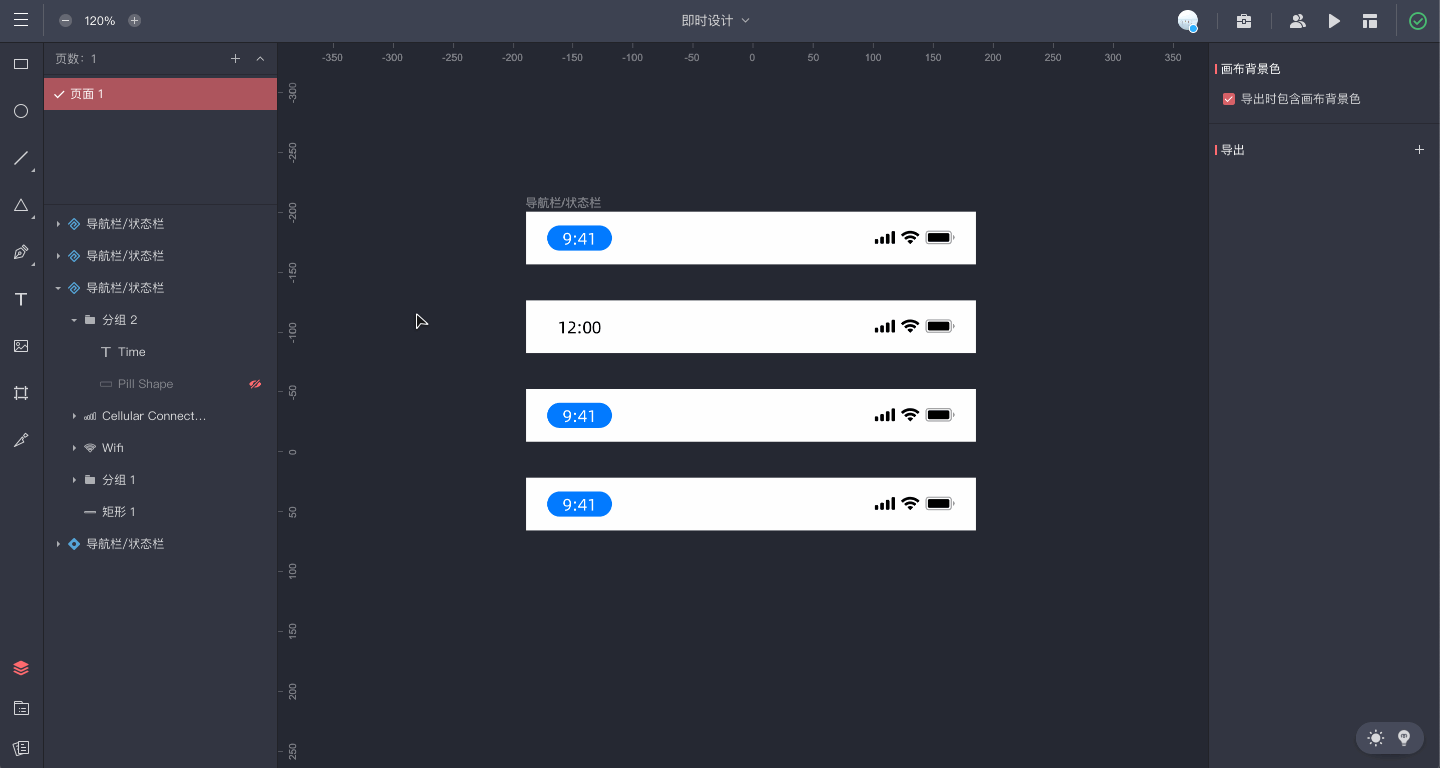 120%
即时设计
页数：1
页面 1
导航栏/状态栏
导航栏/状态栏
导航栏/状态栏
分组 2
Time
Pill Shape
Cellular Connect...
Wifi
分组 1
矩形 1
导航栏/状态栏
-350 -300 -250 -200 -150 -100 -50 0 50 100 150 200 250 300 350
-300
-250
-200
-150
-100
-50
0
50
100
150
200
250
导航栏/状态栏
9:41
12:00
9:41
9:41
画布背景色
导出时包含画布背景色
导出